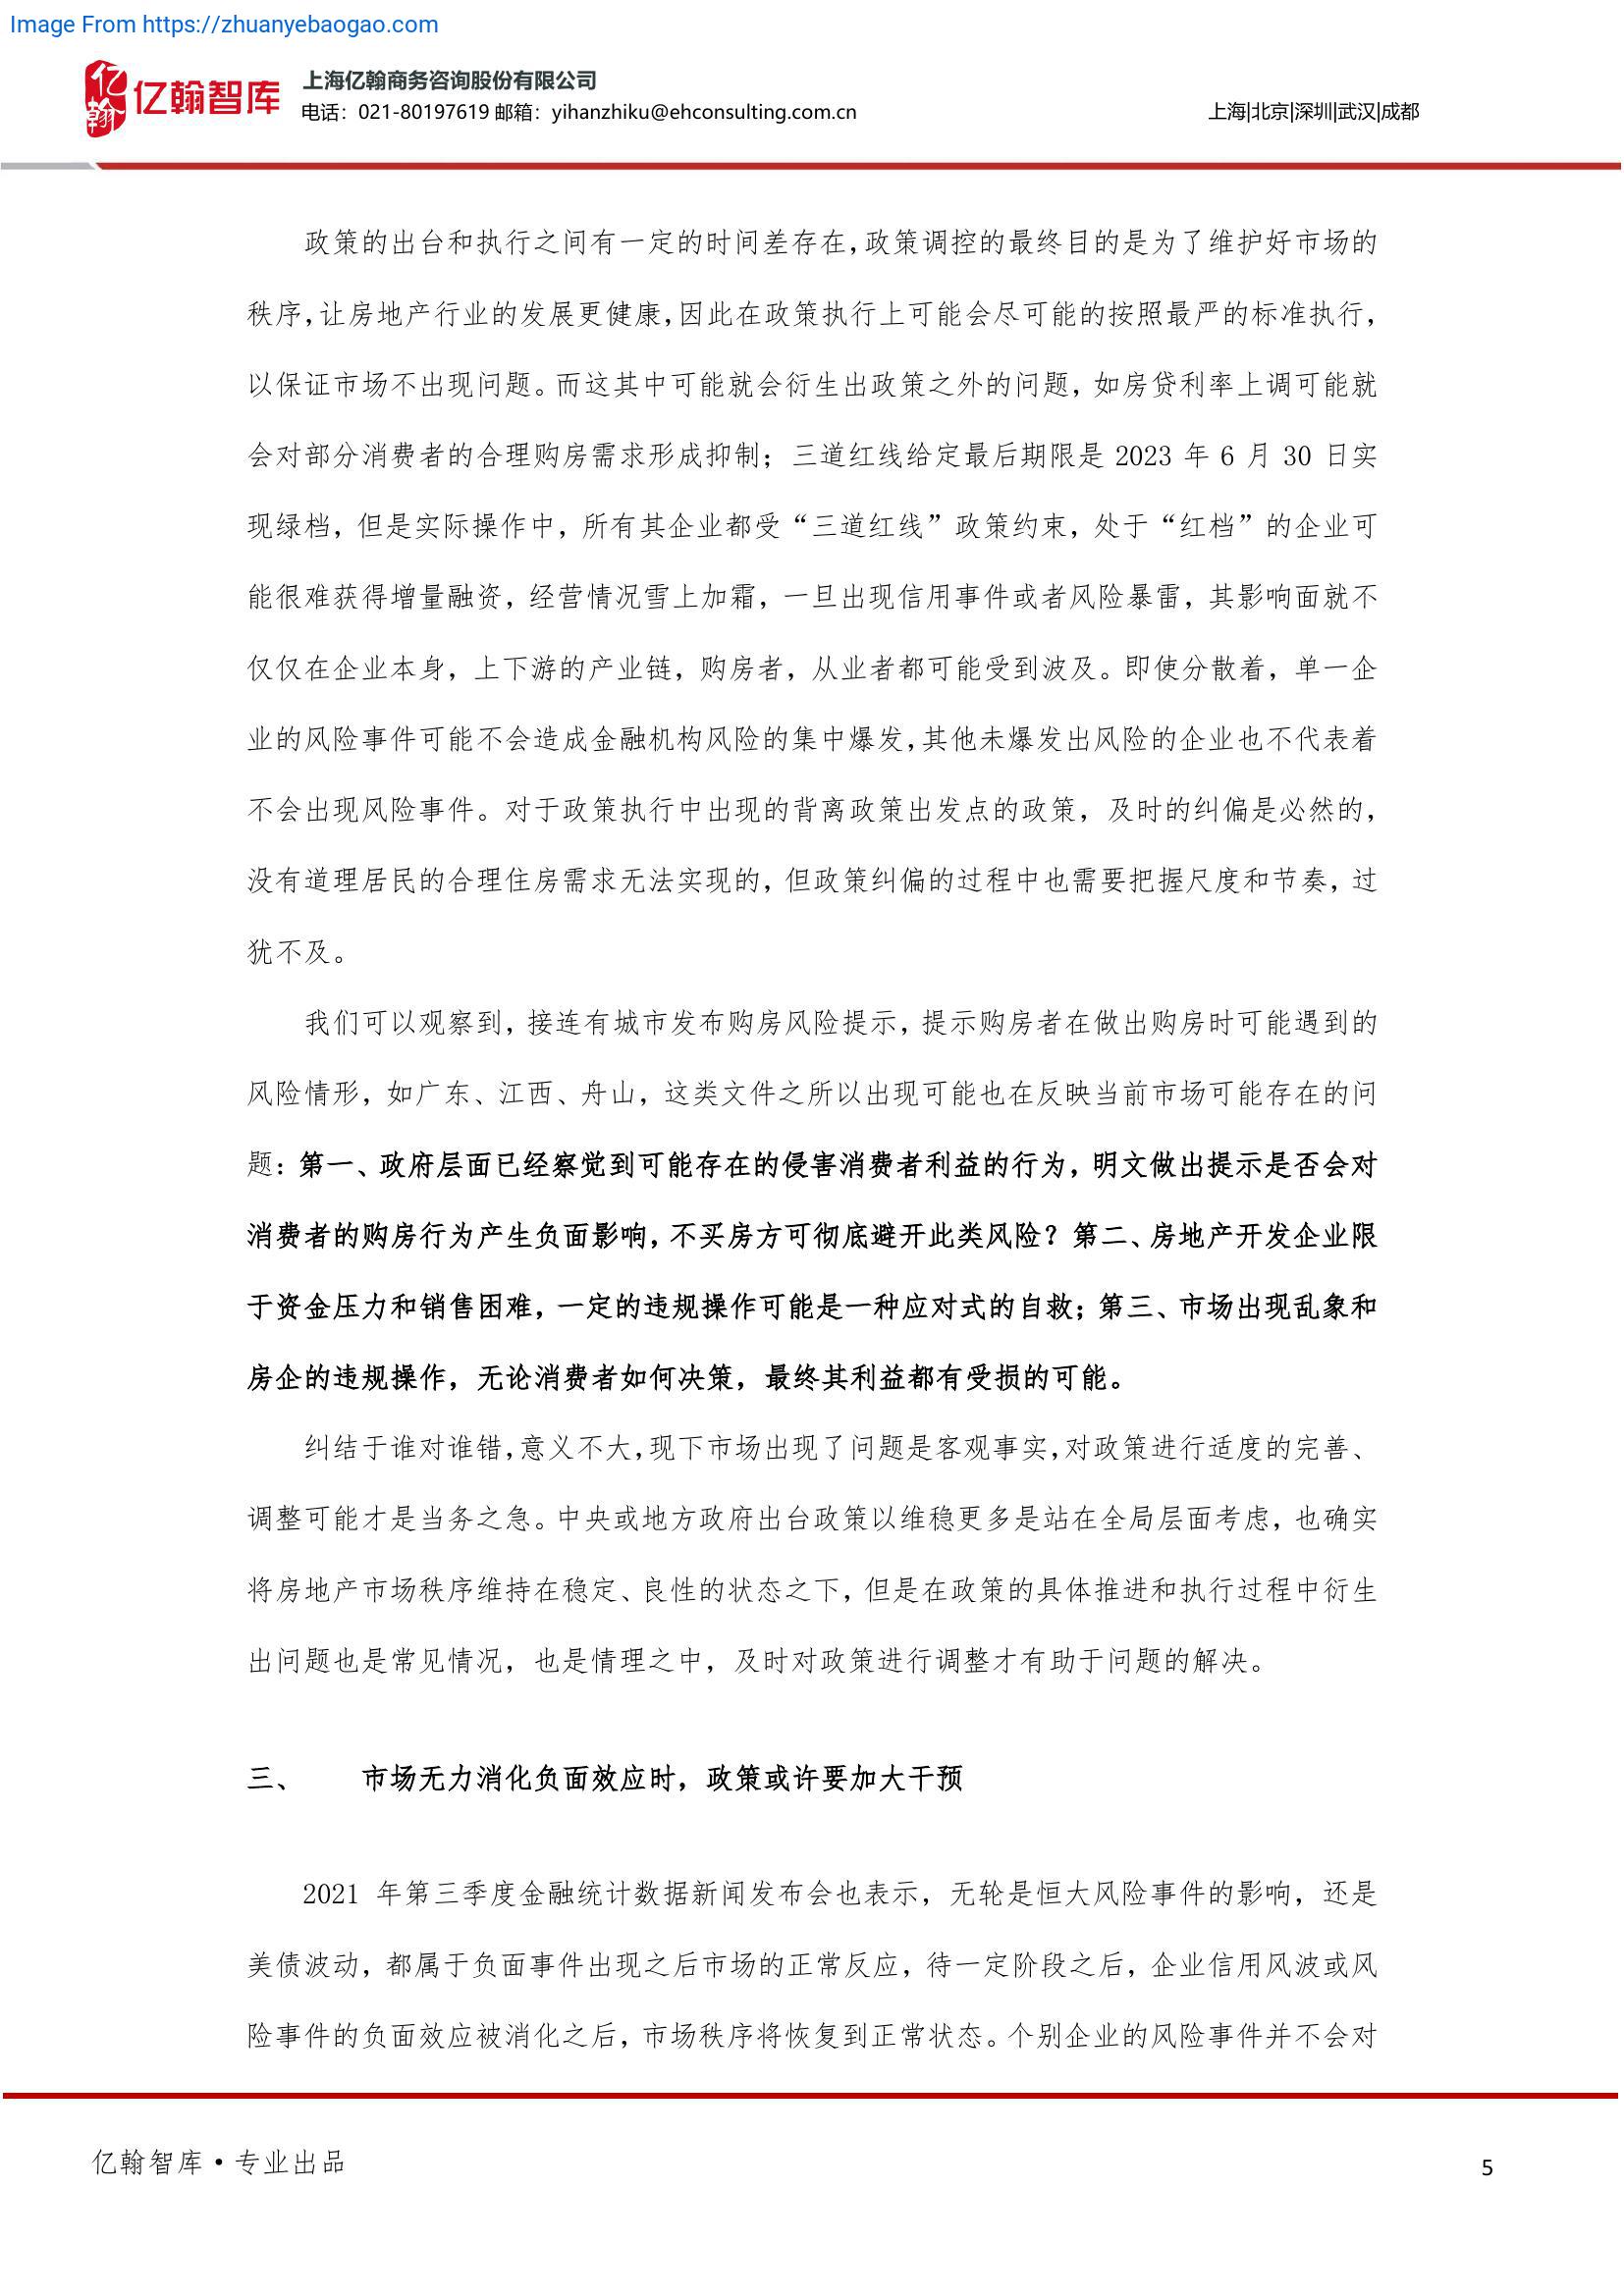 Image From https://zhuanyebaogao.com
亿翰
亿翰智库
上海亿翰商务咨询股份有限公司
电话：021-80197619 邮箱：yihanzhiku@ehconsulting.com.cn
上海|北京|深圳|武汉|成都
政策的出台和执行之间有一定的时间差存在，政策调控的最终目的是为了维护好市场的
秩序，让房地产行业的发展更健康，因此在政策执行上可能会尽可能的按照最严的标准执行，
以保证市场不出现问题。而这其中可能就会衍生出政策之外的问题，如房贷利率上调可能就
会对部分消费者的合理购房需求形成抑制；三道红线给定最后期限是 2023 年 6 月 30 日实
现绿档，但是实际操作中，所有其企业都受“三道红线”政策约束，处于“红档”的企业可
能很难获得增量融资，经营情况雪上加霜，一旦出现信用事件或者风险暴雷，其影响面就不
仅仅在企业本身，上下游的产业链，购房者，从业者都可能受到波及。即使分散着，单一企
业的风险事件可能不会造成金融机构风险的集中爆发，其他未爆发出风险的企业也不代表着
不会出现风险事件。对于政策执行中出现的背离政策出发点的政策，及时的纠偏是必然的，
没有道理居民的合理住房需求无法实现的，但政策纠偏的过程中也需要把握尺度和节奏，过
犹不及。
我们可以观察到，接连有城市发布购房风险提示，提示购房者在做出购房时可能遇到的
风险情形，如广东、江西、舟山，这类文件之所以出现可能也在反映当前市场可能存在的问
题：第一、政府层面已经察觉到可能存在的侵害消费者利益的行为，明文做出提示是否会对
消费者的购房行为产生负面影响，不买房方可彻底避开此类风险？第二、房地产开发企业限
于资金压力和销售困难，一定的违规操作可能是一种应对式的自救；第三、市场出现乱象和
房企的违规操作，无论消费者如何决策，最终其利益都有受损的可能。
纠结于谁对谁错，意义不大，现下市场出现了问题是客观事实，对政策进行适度的完善、
调整可能才是当务之急。中央或地方政府出台政策以维稳更多是站在全局层面考虑，也确实
将房地产市场秩序维持在稳定、良性的状态之下，但是在政策的具体推进和执行过程中衍生
出问题也是常见情况，也是情理之中，及时对政策进行调整才有助于问题的解决。
三、 市场无力消化负面效应时，政策或许要加大干预
2021 年第三季度金融统计数据新闻发布会也表示，无轮是恒大风险事件的影响，还是
美债波动，都属于负面事件出现之后市场的正常反应，待一定阶段之后，企业信用风波或风
险事件的负面效应被消化之后，市场秩序将恢复到正常状态。个别企业的风险事件并不会对
亿翰智库•专业出品
5